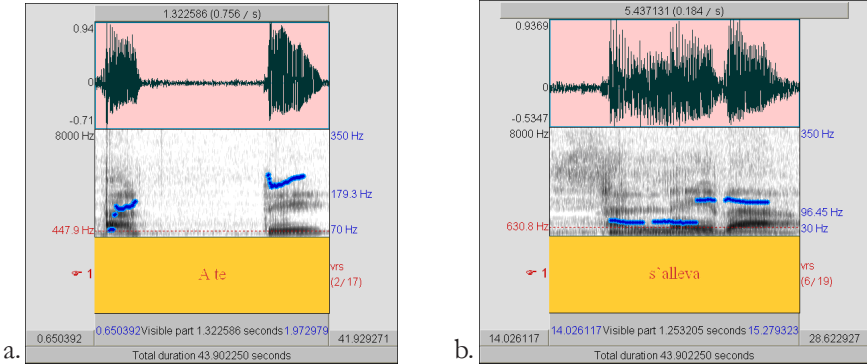 1.322586 (0.756 / s)
0.94
0
-0.71
8000 Hz
350 Hz
179.3 Hz
447.9 Hz
70 Hz
☞ 1
A te
vrs
(2/17)
0.650392
0.650392
Visible part 1.322586 seconds
1.972979
41.929271
Total duration 43.902250 seconds
a.
5.437131 (0.184 / s)
0.9369
0
-0.5347
8000 Hz
350 Hz
96.45 Hz
630.8 Hz
30 Hz
☞ 1
s`alleva
vrs
(6/19)
14.026117
14.026117
Visible part 1.253205 seconds
15.279323
28.622927
Total duration 43.902250 seconds
b.